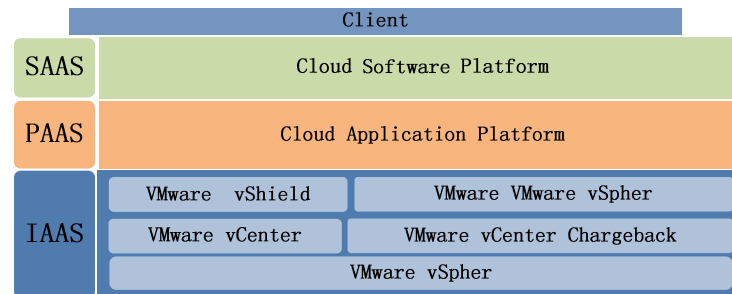 Client
SAAS Cloud Software Platform
PAAS Cloud Application Platform
IAAS
VMware vShield VMware VMware vSpher
VMware vCenter VMware vCenter Chargeback
VMware vSpher